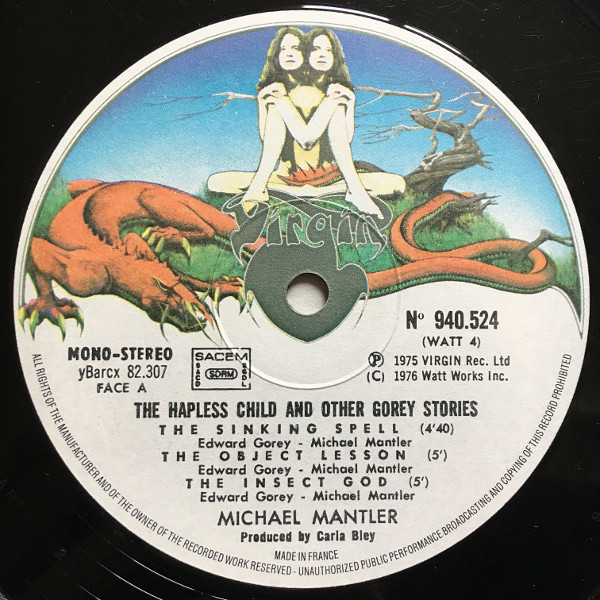 Virgin
Nº 940.524
(WATT 4)
MONO-STEREO
yBarcx 82.307
FACE A
SACEM
SACD
SDRM
SGDL
Ⓟ 1975 VIRGIN Rec. Ltd
(C) 1976 Watt Works Inc.
THE HAPLESS CHILD AND OTHER GOREY STORIES
THE SINKING SPELL (4'40)
Edward Gorey - Michael Mantler
THE OBJECT LESSON (5')
Edward Gorey - Michael Mantler
THE INSECT GOD (5')
Edward Gorey - Michael Mantler
MICHAEL MANTLER
Produced by Carla Bley
MADE IN FRANCE
ALL RIGHTS OF THE MANUFACTURER AND OF THE OWNER OF THE RECORDED WORK RESERVED - UNAUTHORIZED PUBLIC PERFORMANCE BROADCASTING AND COPYING OF THIS RECORD PROHIBITED